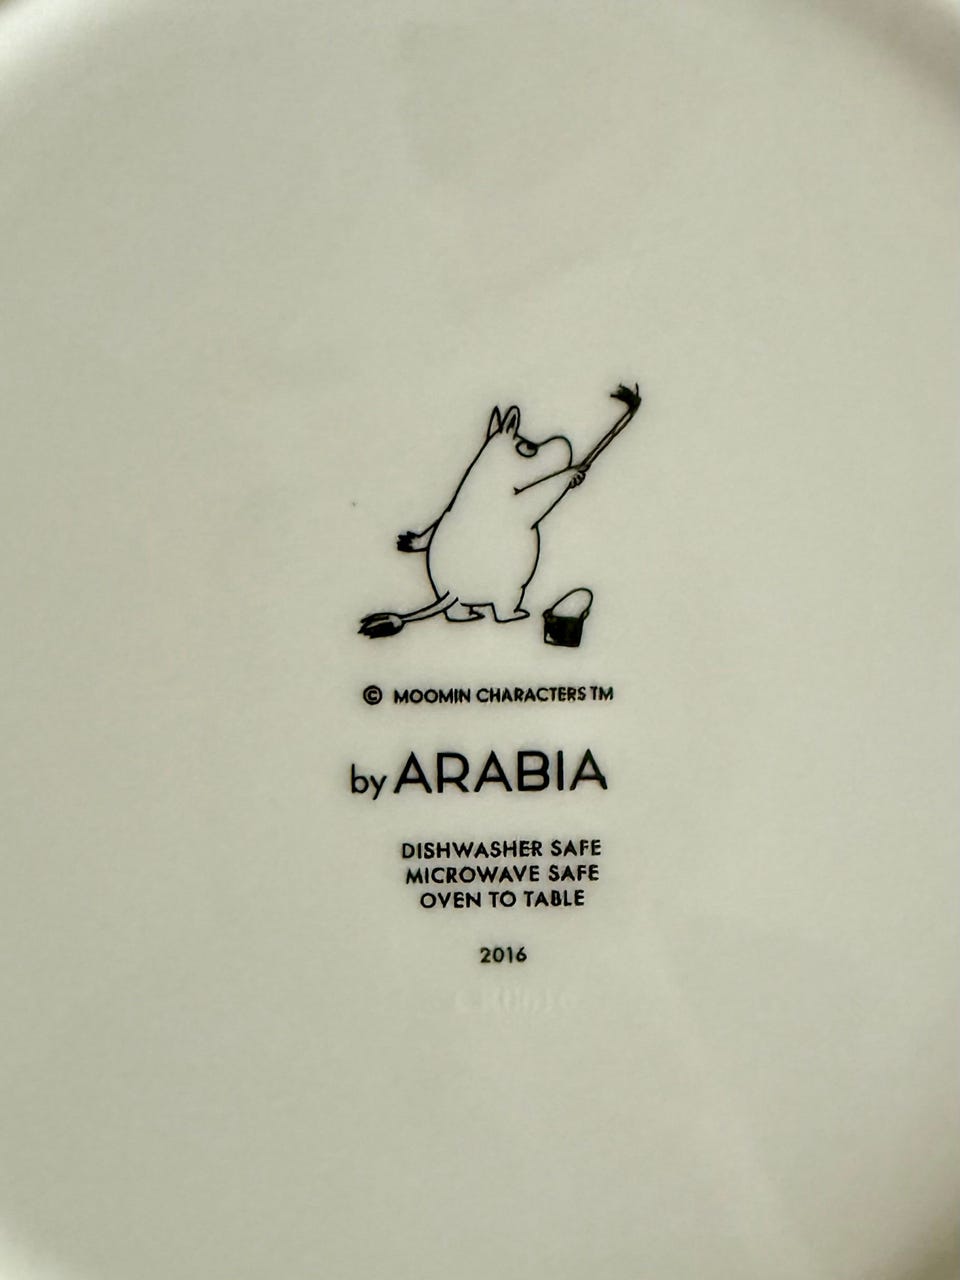 © MOOMIN CHARACTERS TM
by ARABIA
DISHWASHER SAFE
MICROWAVE SAFE
OVEN TO TABLE
2016